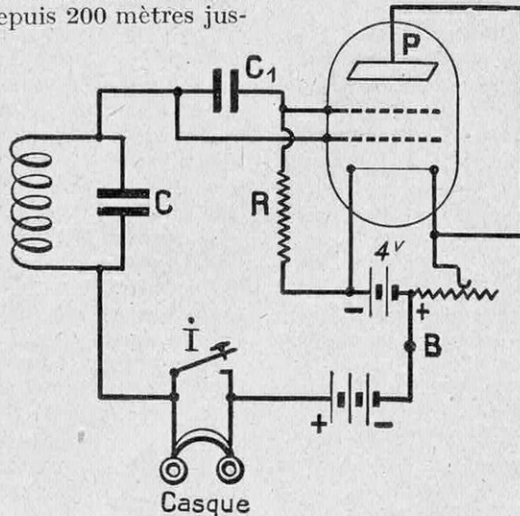 epuis 200 mètres jus-
P
C1
C
R
4v
- +
B
İ
+ -
Casque